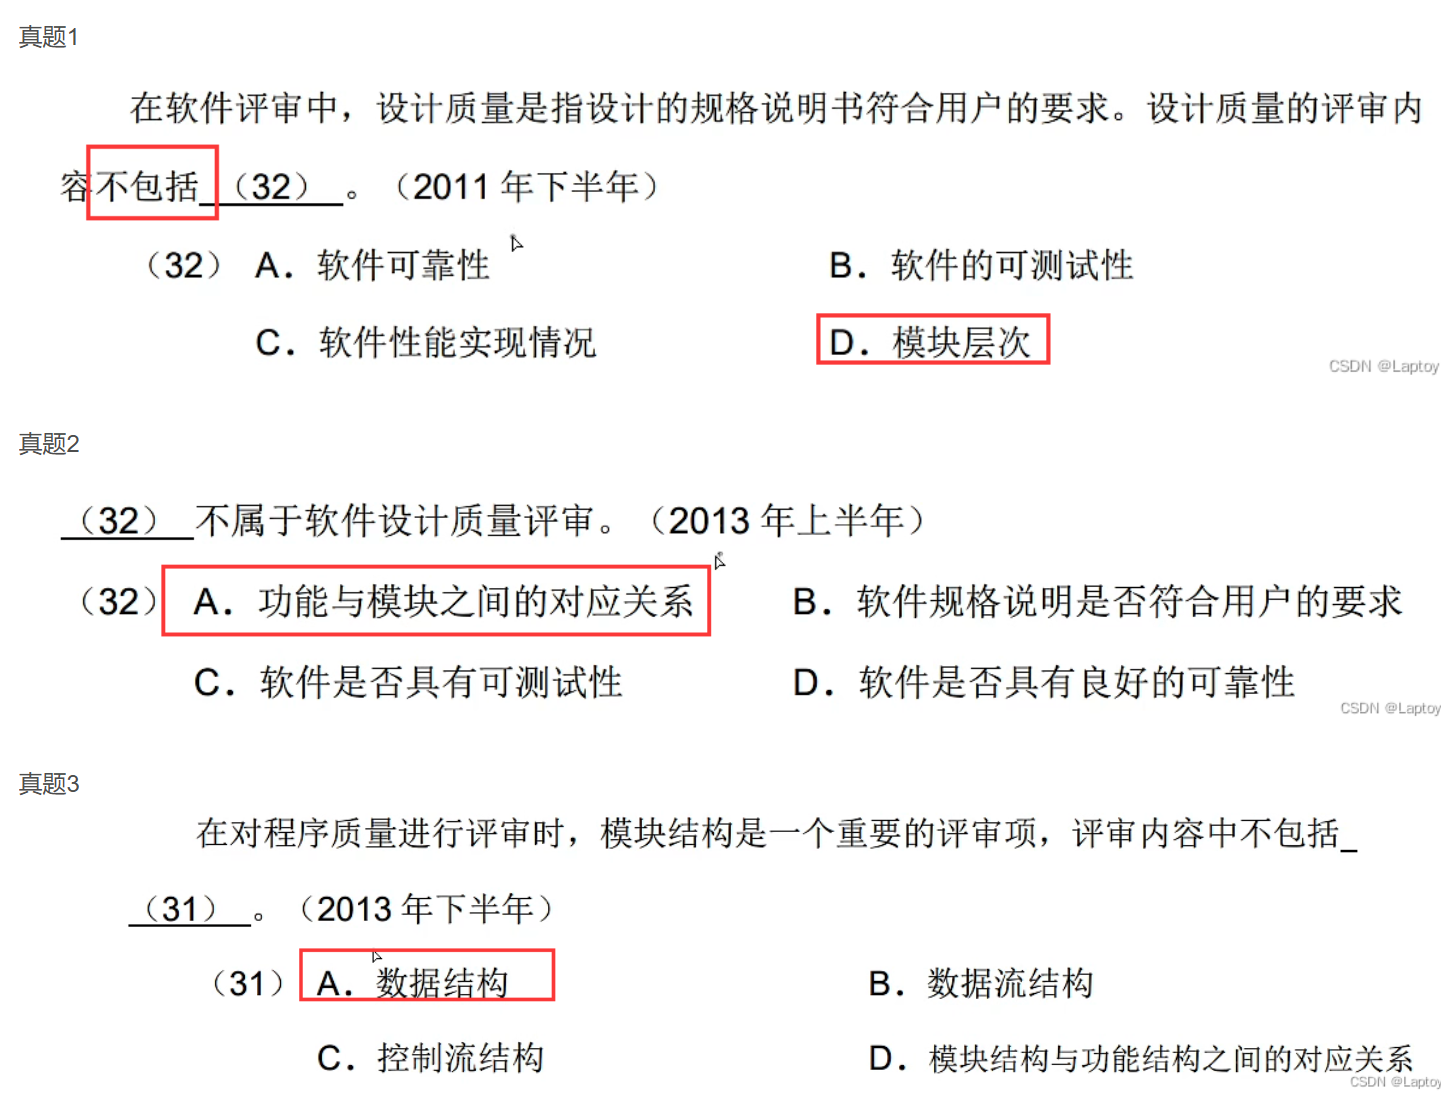 真题1
在软件评审中，设计质量是指设计的规格说明书符合用户的要求。设计质量的评审内
容不包括 （32） 。（2011 年下半年）
（32） A．软件可靠性 B．软件的可测试性
C．软件性能实现情况 D．模块层次
CSDN @Laptoy
真题2
（32） 不属于软件设计质量评审。（2013 年上半年）
（32） A．功能与模块之间的对应关系 B．软件规格说明是否符合用户的要求
C．软件是否具有可测试性 D．软件是否具有良好的可靠性
CSDN @Laptoy
真题3
在对程序质量进行评审时，模块结构是一个重要的评审项，评审内容中不包括_
（31） 。（2013 年下半年）
（31） A．数据结构 B．数据流结构
C．控制流结构 D．模块结构与功能结构之间的对应关系
CSDN @Laptoy